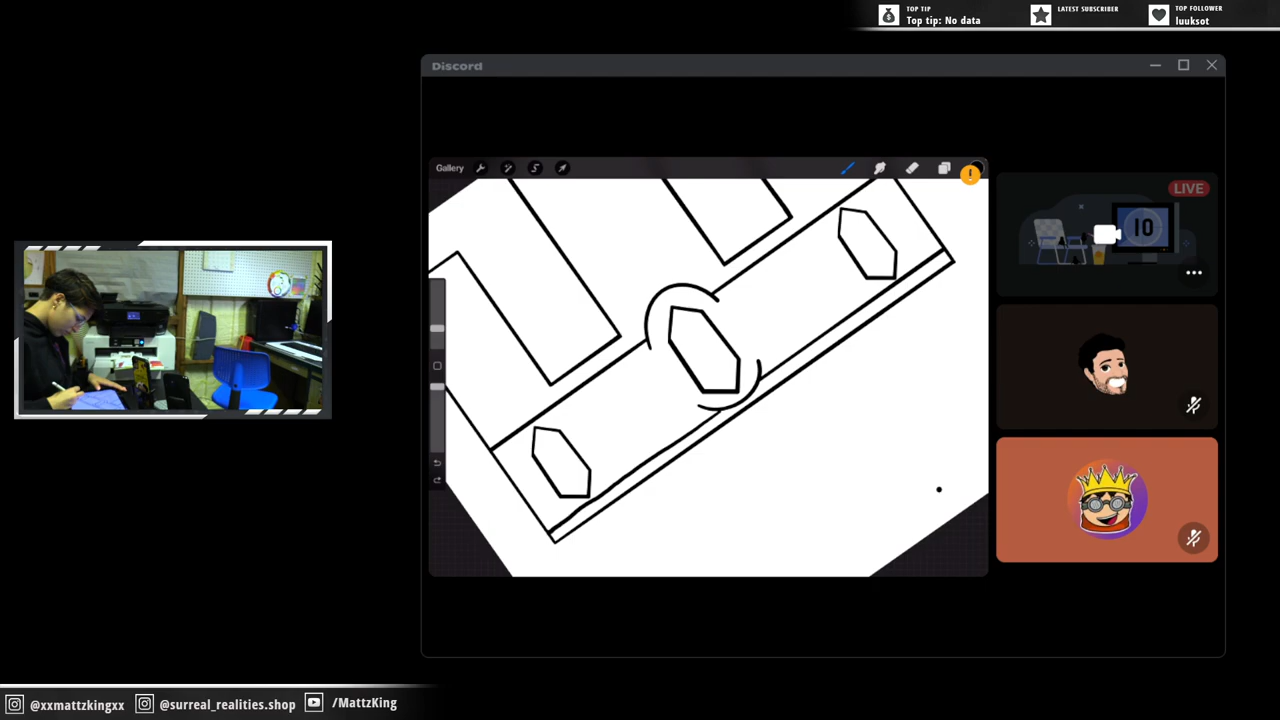 TOP TIP
Top tip: No data
LATEST SUBSCRIBER
TOP FOLLOWER
luuksot
Discord
Gallery
LIVE
10
@xxmattzkingxx
@surreal_realities.shop
/MattzKing